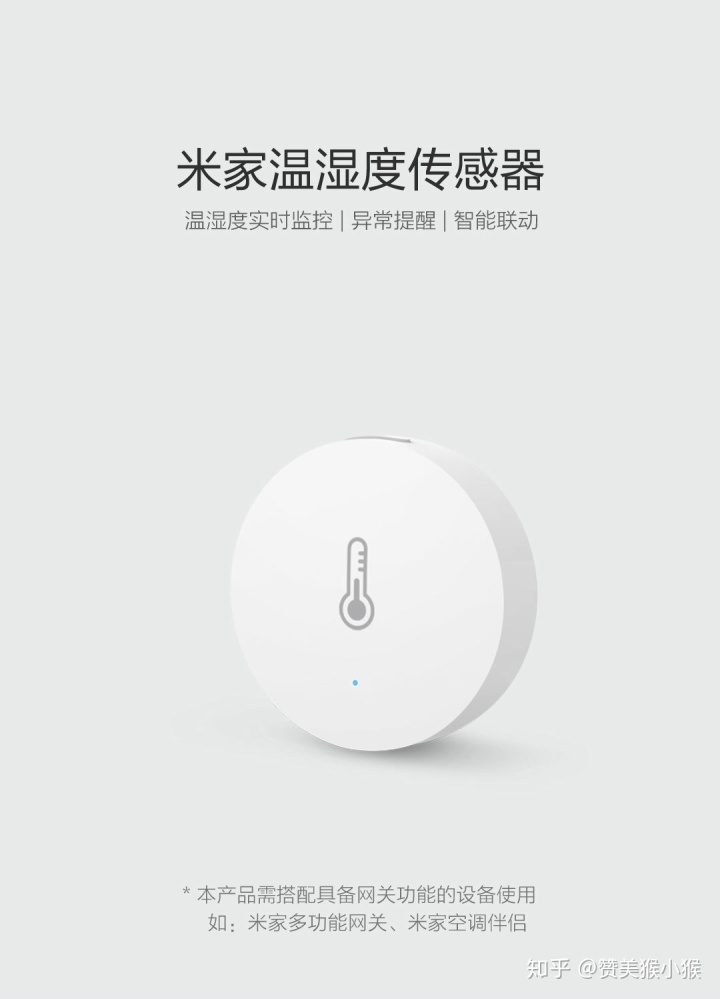 米家温湿度传感器
温湿度实时监控 | 异常提醒 | 智能联动
* 本产品需搭配具备网关功能的设备使用
如：米家多功能网关、米家空调伴侣
知乎 @赞美猴小猴